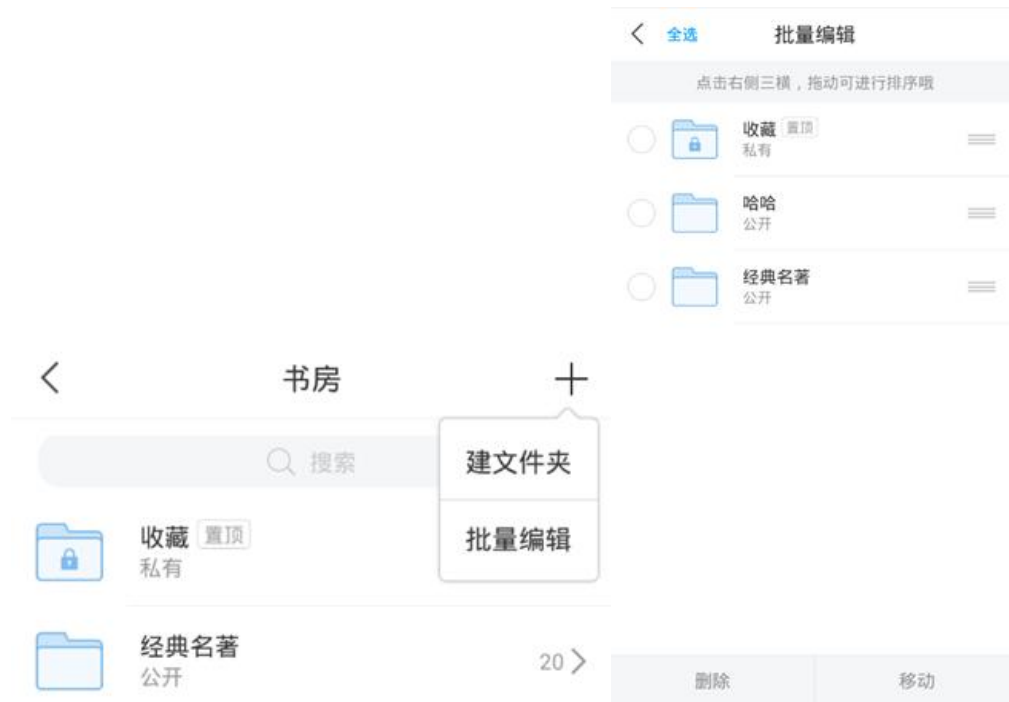 书房
搜索
建文件夹
批量编辑
收藏 置顶
私有
经典名著
公开
20
全选 批量编辑
点击右侧三横，拖动可进行排序哦
收藏 置顶
私有
哈哈
公开
经典名著
公开
删除 移动